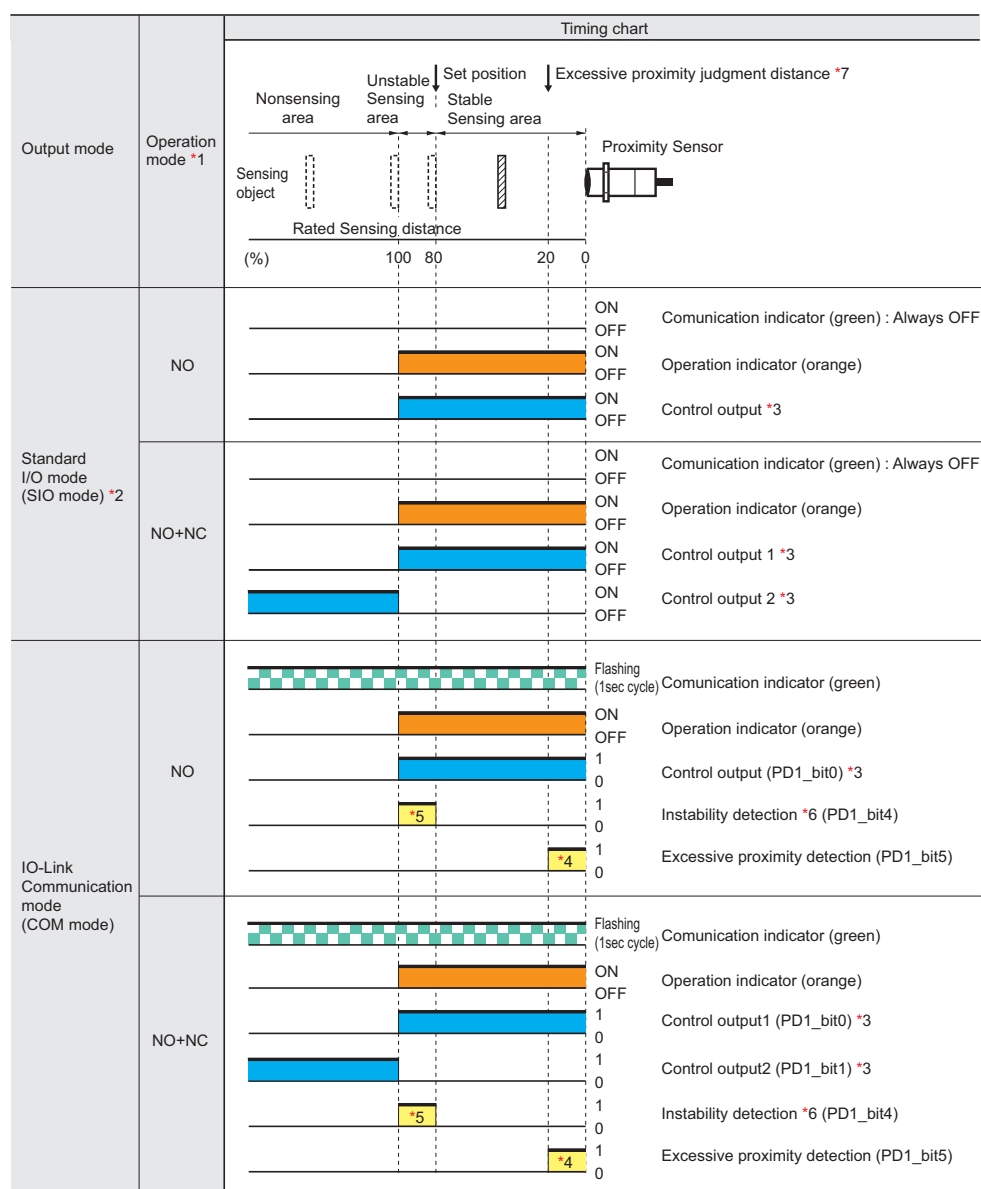 Timing chart
Output mode
Operation
mode *1
Nonsensing
area
Unstable
Sensing
area
Set position
Stable
Sensing area
Excessive proximity judgment distance *7
Proximity Sensor
Sensing
object
Rated Sensing distance
(%)
100
80
20
0
Standard
I/O mode
(SIO mode) *2
NO
ON
OFF
Comunication indicator (green) : Always OFF
ON
OFF
Operation indicator (orange)
ON
OFF
Control output *3
NO+NC
ON
OFF
Comunication indicator (green) : Always OFF
ON
OFF
Operation indicator (orange)
ON
OFF
Control output 1 *3
ON
OFF
Control output 2 *3
IO-Link
Communication
mode
(COM mode)
NO
Flashing
(1sec cycle)
Comunication indicator (green)
ON
OFF
Operation indicator (orange)
1
0
Control output (PD1_bit0) *3
*5
1
0
Instability detection *6 (PD1_bit4)
*4
1
0
Excessive proximity detection (PD1_bit5)
NO+NC
Flashing
(1sec cycle)
Comunication indicator (green)
ON
OFF
Operation indicator (orange)
1
0
Control output1 (PD1_bit0) *3
1
0
Control output2 (PD1_bit1) *3
*5
1
0
Instability detection *6 (PD1_bit4)
*4
1
0
Excessive proximity detection (PD1_bit5)